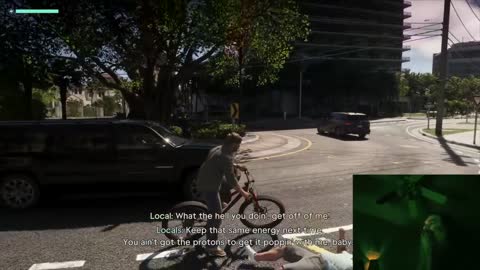 Local: What the hell you doin', get off of me.
Locals: Keep that same energy next time.
You ain't got the protons to get it poppin with me, baby.